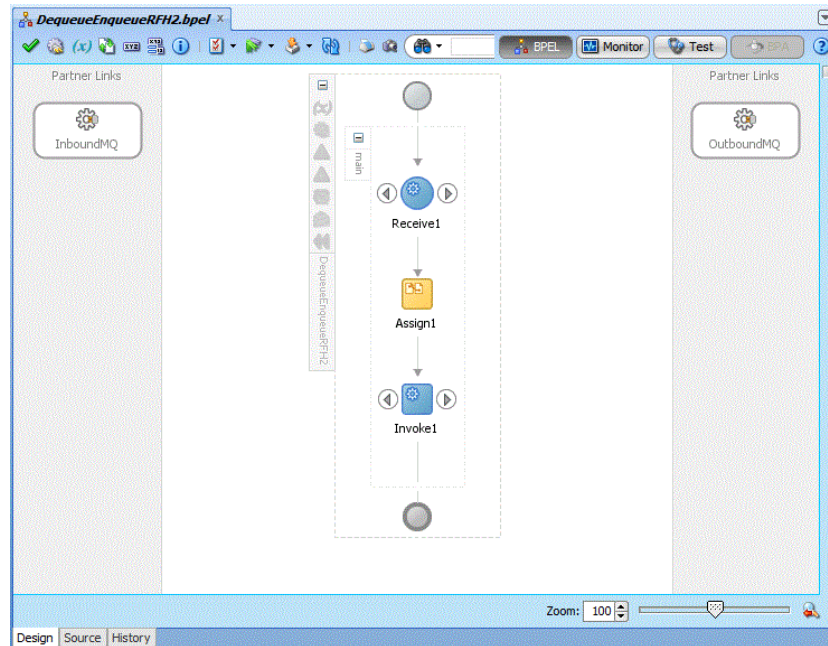 DequeueEnqueueRFH2.bpel
BPEL
Monitor
Test
BPA
Partner Links
Partner Links
InboundMQ
OutboundMQ
main
Receive1
DequeueEnqueueRFH2
Assign1
Invoke1
Zoom: 100
Design Source History